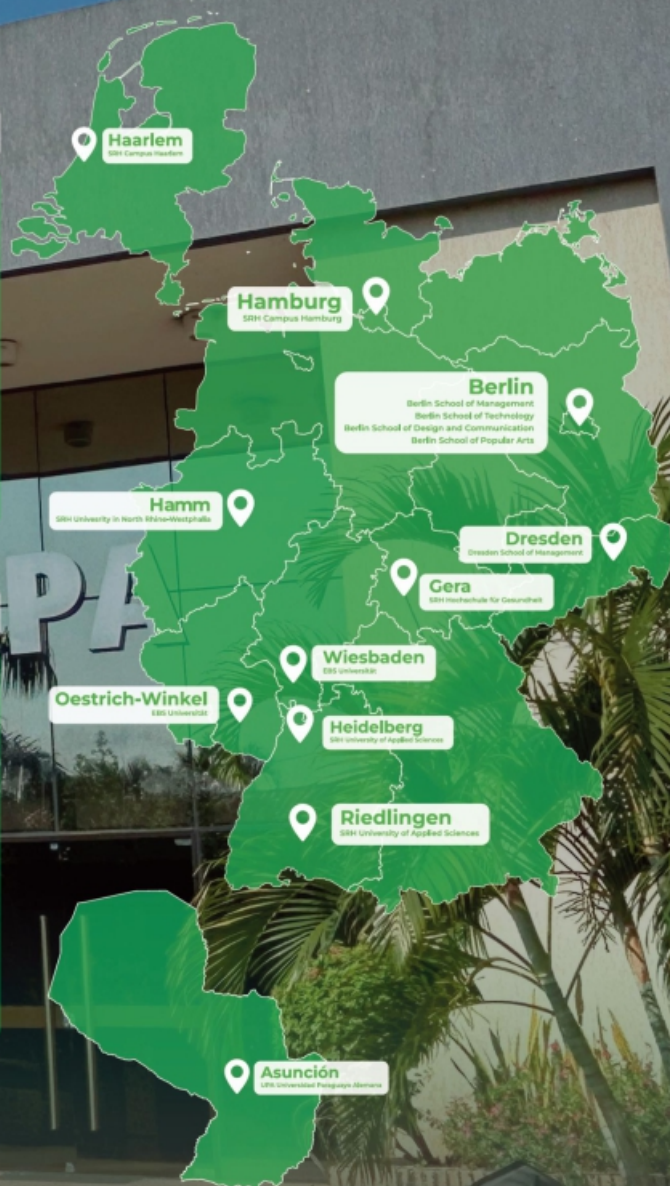 Haarlem
SRH Campus Haarlem
Hamburg
SRH Campus Hamburg
Berlin
Berlin School of Management
Berlin School of Technology
Berlin School of Design and Communication
Berlin School of Popular Arts
Hamm
SRH University in North Rhine-Westphalia
Dresden
Dresden School of Management
Gera
SRH Hochschule für Gesundheit
PA
Wiesbaden
EBS Universität
Oestrich-Winkel
EBS Universität
Heidelberg
SRH University of Applied Sciences
Riedlingen
SRH University of Applied Sciences
Asunción
UPA Universidad Paraguayo Alemana